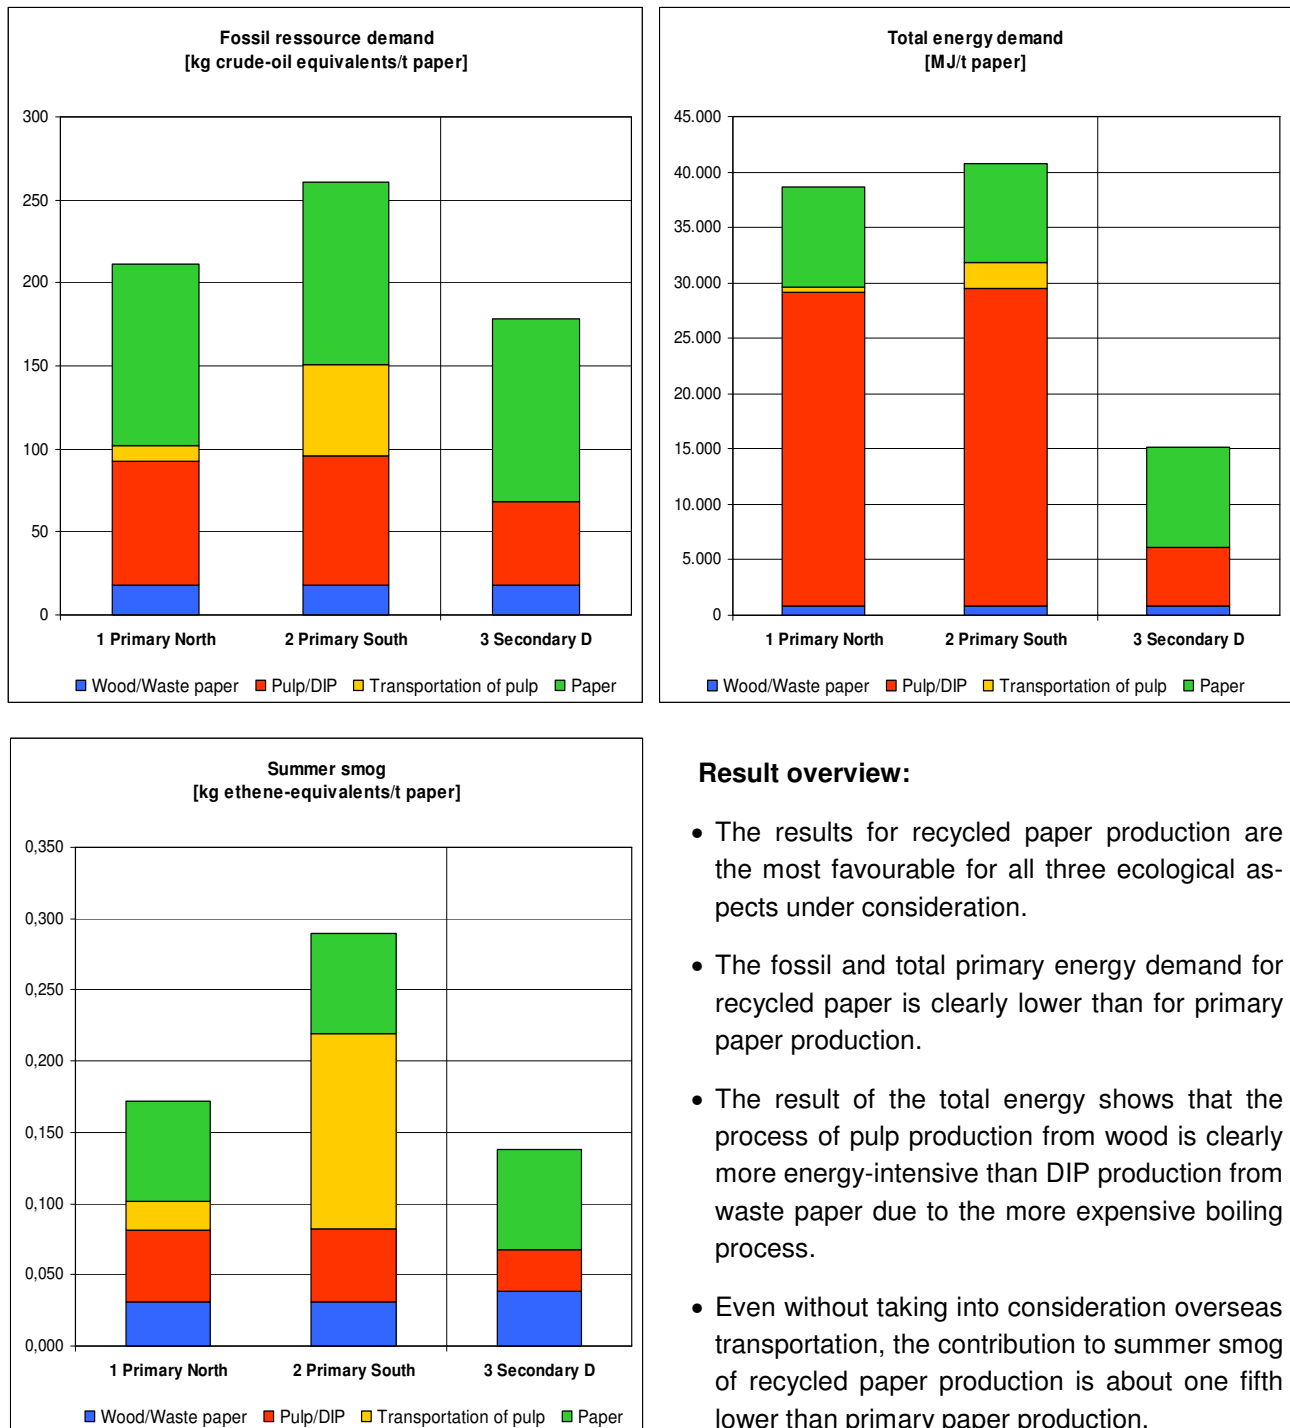 Fossil ressource demand
[kg crude-oil equivalents/t paper]
300
250
200
150
100
50
0
1 Primary North 2 Primary South 3 Secondary D
Wood/Waste paper Pulp/DIP Transportation of pulp Paper
Total energy demand
[MJ/t paper]
45.000
40.000
35.000
30.000
25.000
20.000
15.000
10.000
5.000
0
1 Primary North 2 Primary South 3 Secondary D
Wood/Waste paper Pulp/DIP Transportation of pulp Paper
Summer smog
[kg ethene-equivalents/t paper]
0,350
0,300
0,250
0,200
0,150
0,100
0,050
0,000
1 Primary North 2 Primary South 3 Secondary D
Wood/Waste paper Pulp/DIP Transportation of pulp Paper
Result overview:
• The results for recycled paper production are
the most favourable for all three ecological as-
pects under consideration.
• The fossil and total primary energy demand for
recycled paper is clearly lower than for primary
paper production.
• The result of the total energy shows that the
process of pulp production from wood is clearly
more energy-intensive than DIP production from
waste paper due to the more expensive boiling
process.
• Even without taking into consideration overseas
transportation, the contribution to summer smog
of recycled paper production is about one fifth
lower than primary paper production.